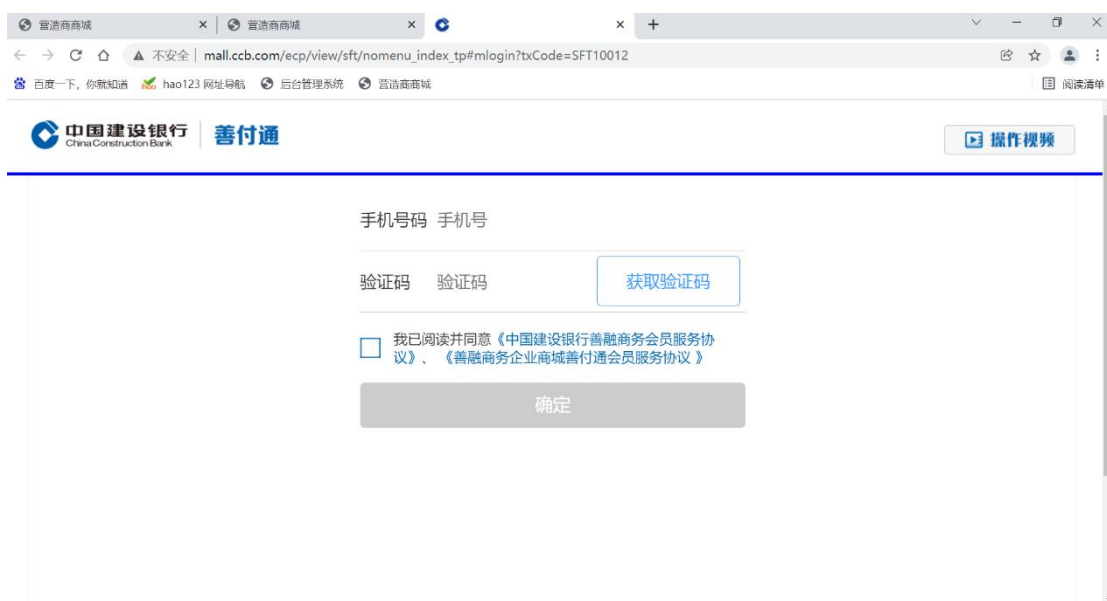 营造商商城
营造商商城
不安全 mall.ccb.com/ecp/view/sft/nomenu_index_tp#mlogin?txCode=SFT10012
百度一下，你就知道 hao123 网址导航 后台管理系统 营造商商城 阅读清单
中国建设银行
China Construction Bank
善付通
操作视频
手机号码 手机号
验证码 验证码 获取验证码
我已阅读并同意《中国建设银行善融商务会员服务协
议》、《善融商务企业商城善付通会员服务协议 》
确定